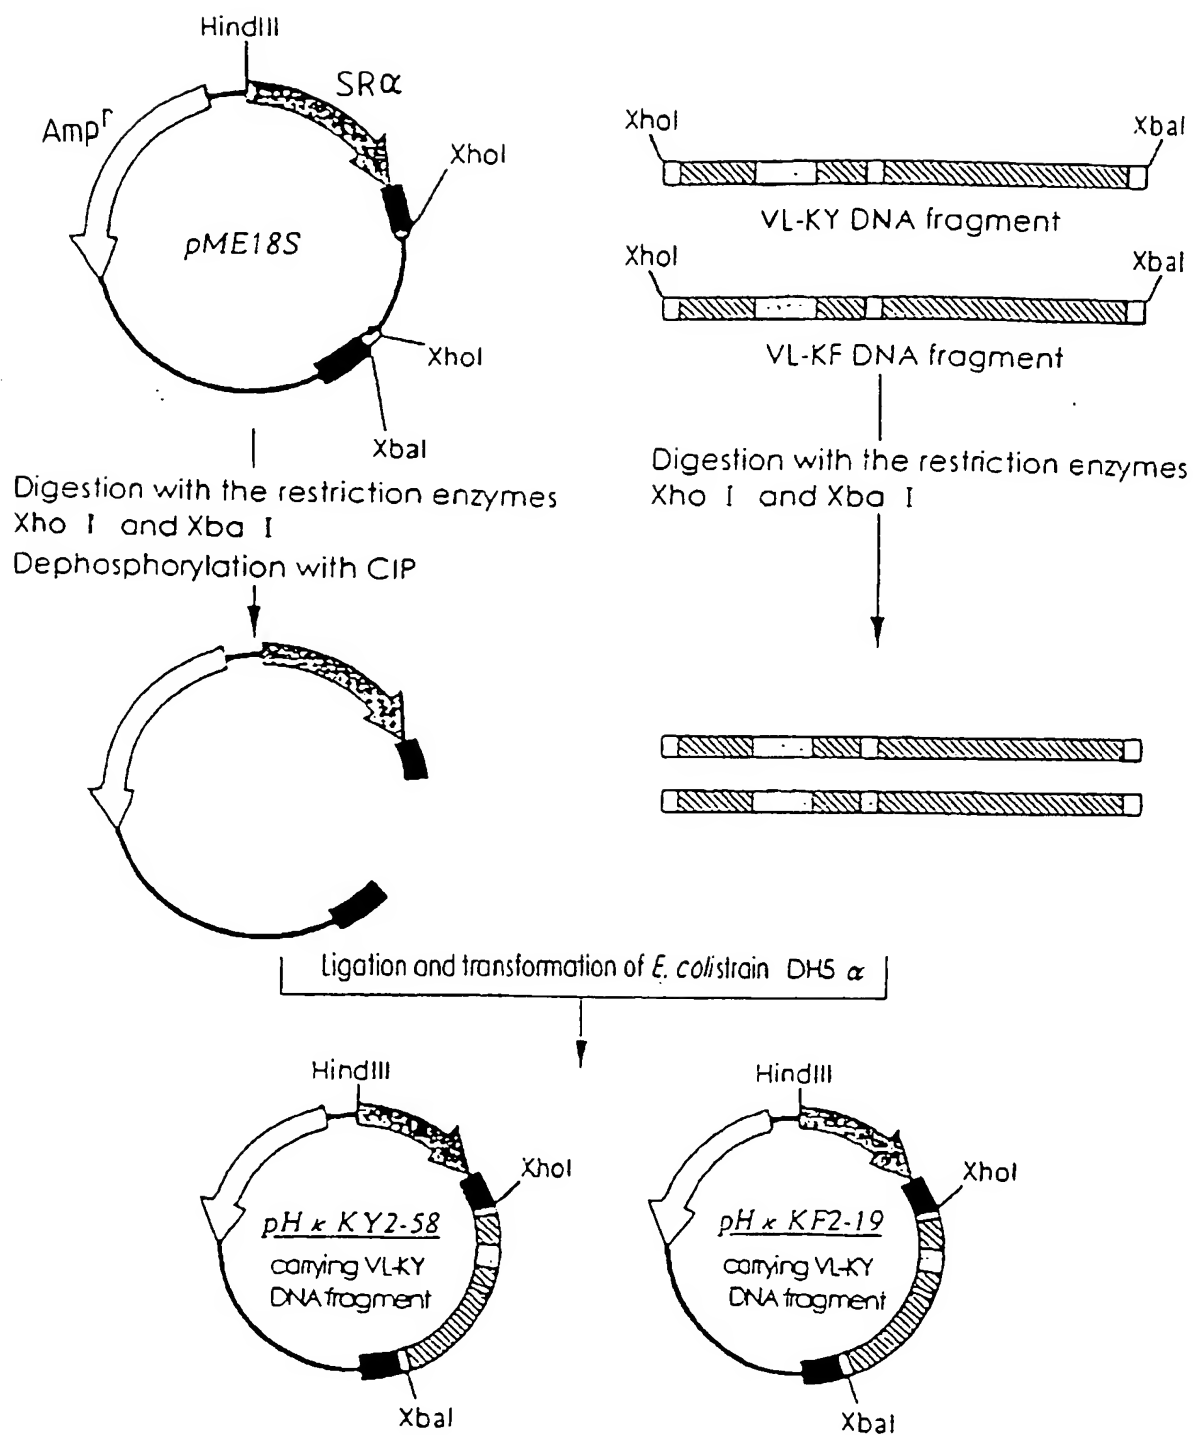 HindIII
SRα
Ampʳ
XhoI
pME18S
XhoI
XbaI
XhoI
XbaI
VL-KY DNA fragment
XhoI
XbaI
VL-KF DNA fragment
Digestion with the restriction enzymes
Xho I and Xba I
Dephosphorylation with CIP
Digestion with the restriction enzymes
Xho I and Xba I
Ligation and transformation of E. coli strain DH5 α
HindIII
XhoI
pH κ KY2-58
carrying VL-KY
DNA fragment
XbaI
HindIII
XhoI
pH κ KF2-19
carrying VL-KY
DNA fragment
XbaI